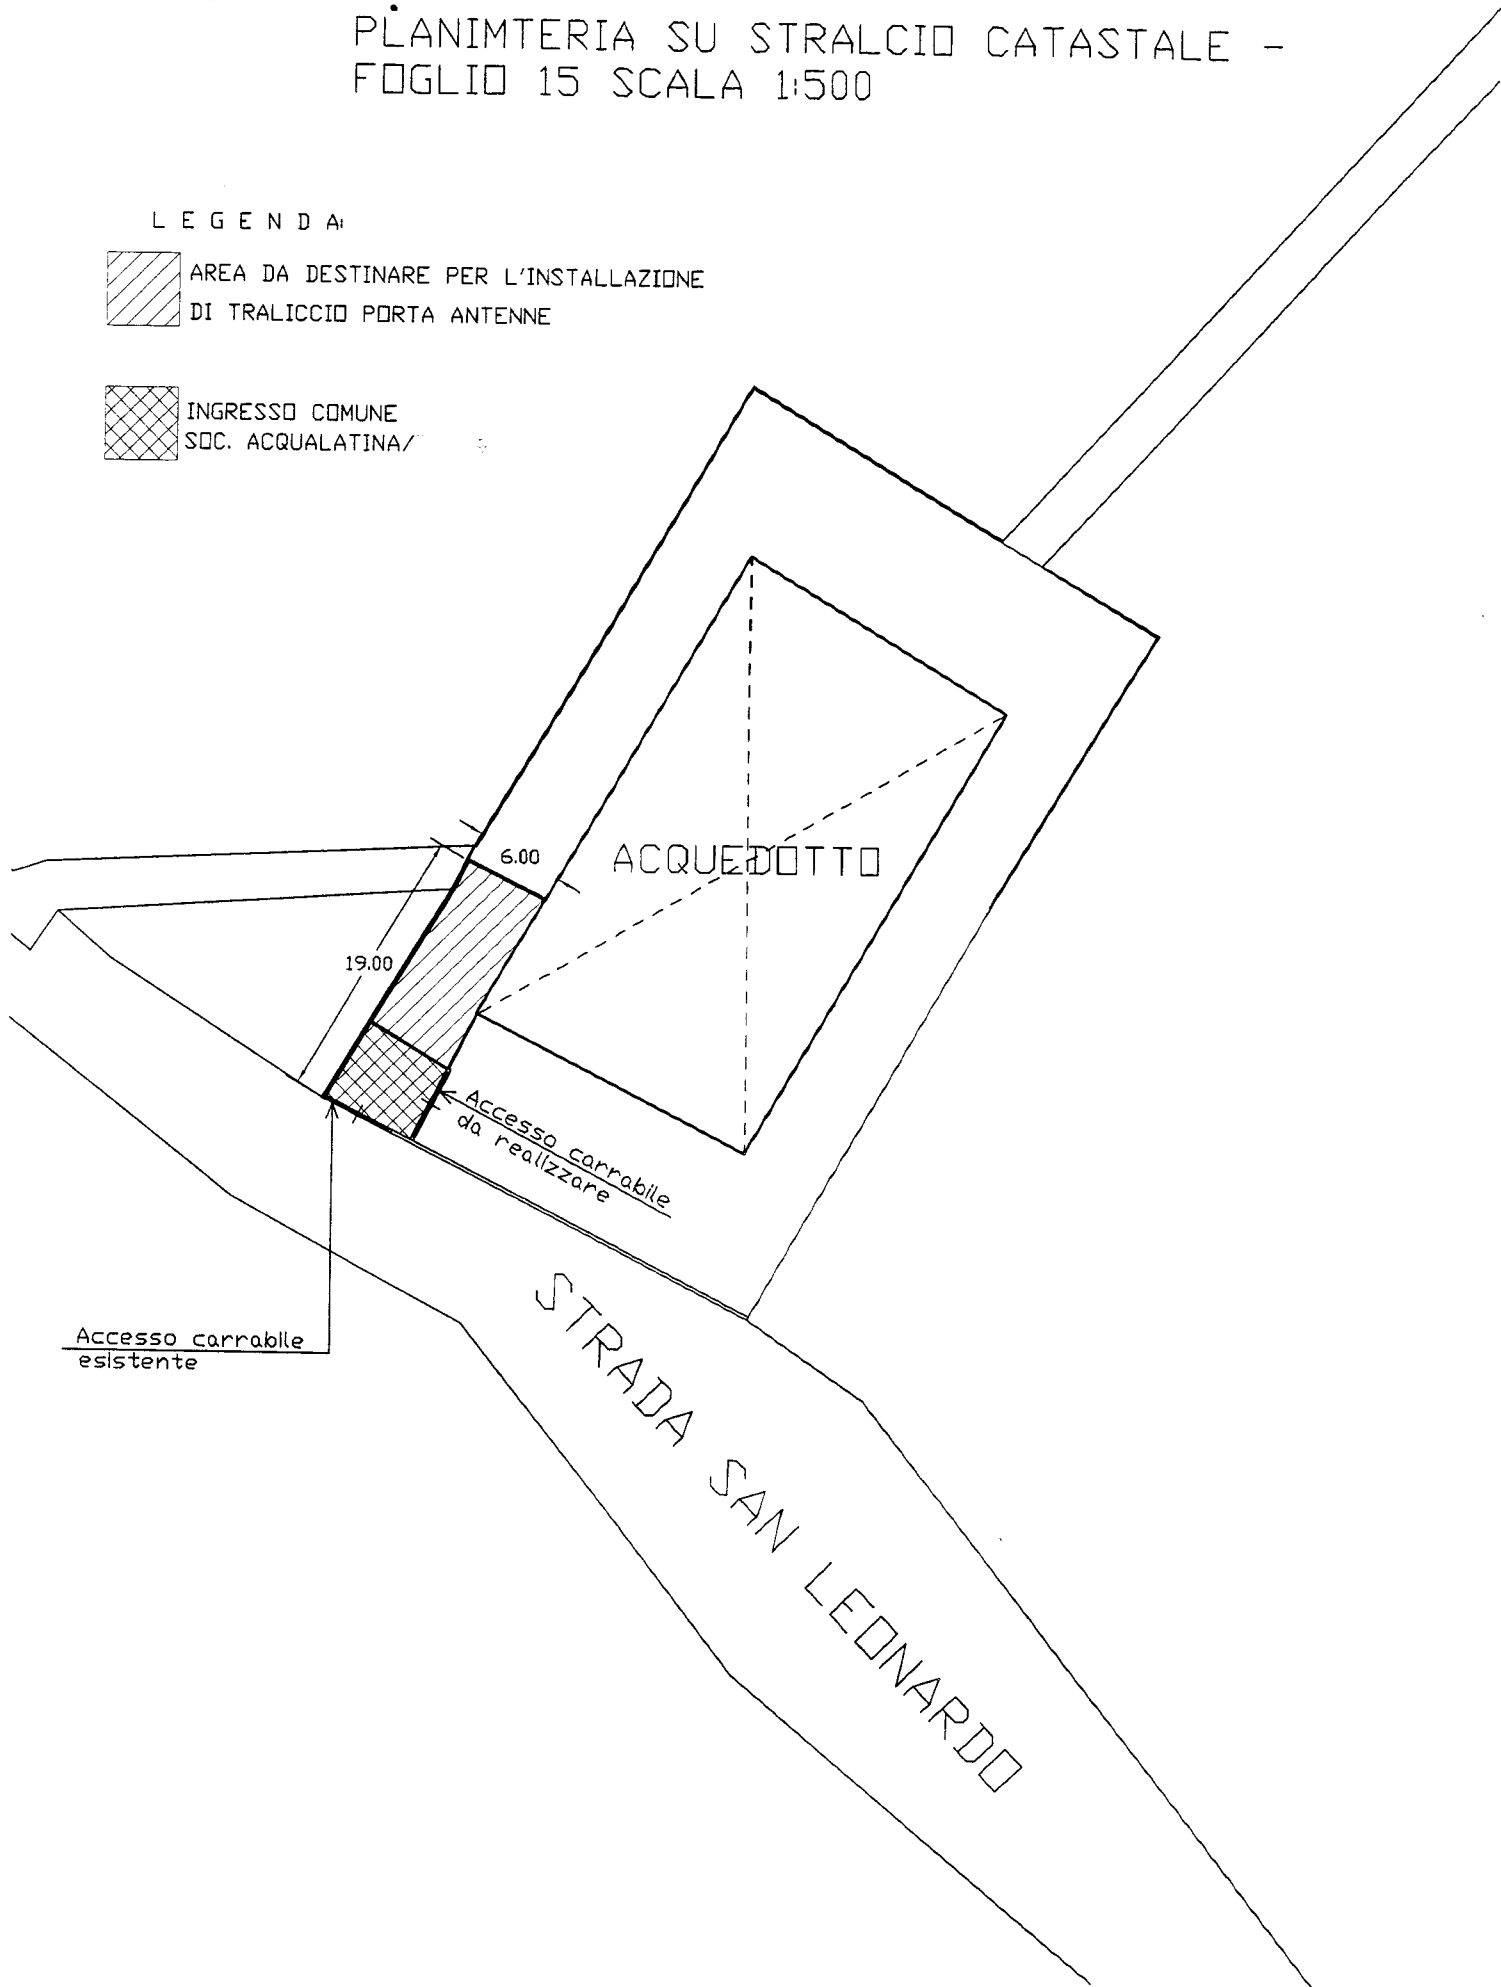 PLANIMTERIA SU STRALCIO CATASTALE -
FOGLIO 15 SCALA 1:500
L E G E N D A:
AREA DA DESTINARE PER L'INSTALLAZIONE
DI TRALICCIO PORTA ANTENNE
INGRESSO COMUNE
SOC. ACQUALATINA/
6.00
ACQUEDOTTO
19.00
Accesso carrabile
da realizzare
Accesso carrabile
esistente
STRADA SAN LEONARDO